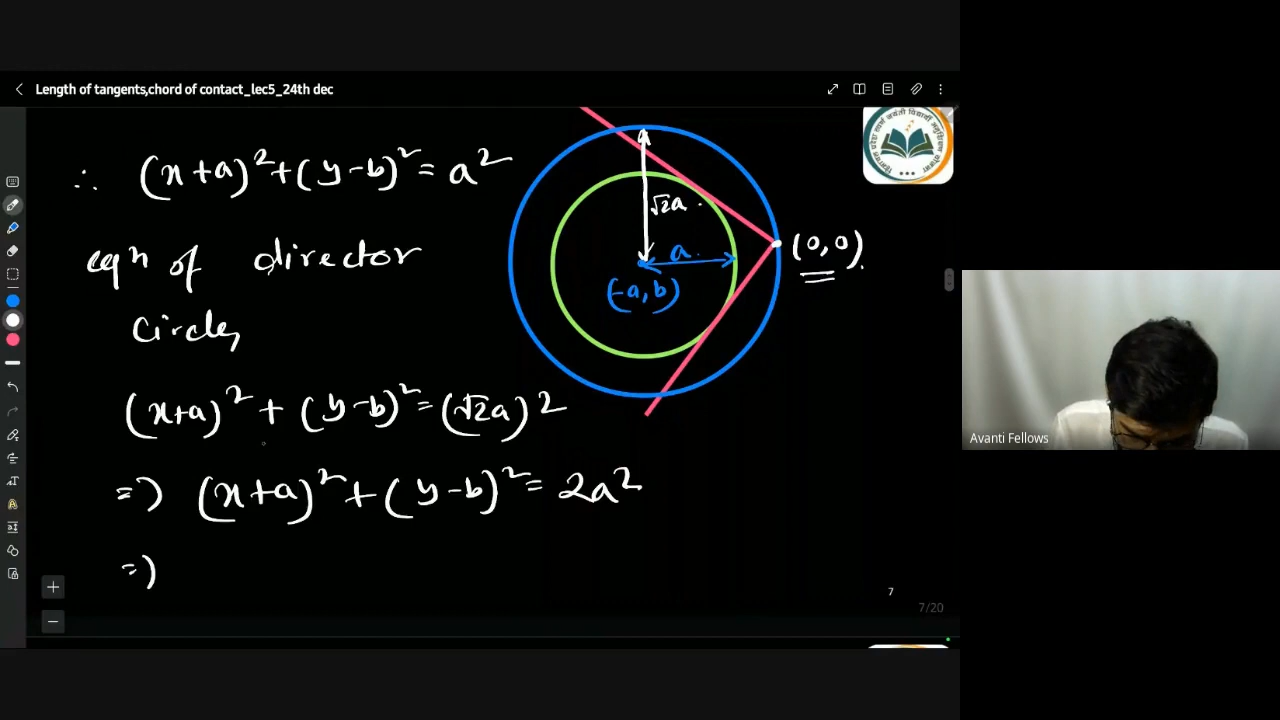 Length of tangents,chord of contact_lec5_24th dec
∴ (x+a)²+(y-b)²= a²
eqⁿ of director
Circle,
(x+a)² + (y-b)²=(√2a)2
=) (x+a)²+(y-b)²= 2a²
=)
√2a
a
(-a,b)
(0,0)
7
7/20
Avanti Fellows